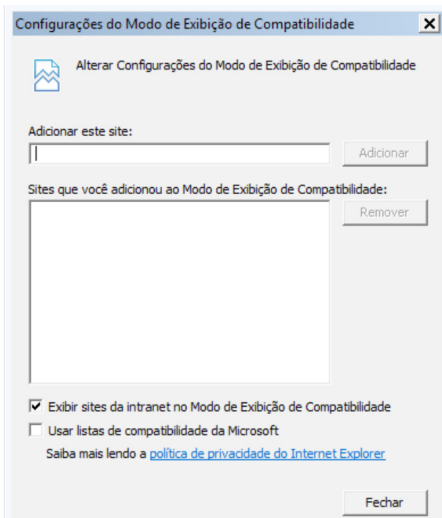 Configurações do Modo de Exibição de Compatibilidade
Alterar Configurações do Modo de Exibição de Compatibilidade
Adicionar este site:
Adicionar
Sites que você adicionou ao Modo de Exibição de Compatibilidade:
Remover
Exibir sites da intranet no Modo de Exibição de Compatibilidade
Usar listas de compatibilidade da Microsoft
Saiba mais lendo a política de privacidade do Internet Explorer
Fechar